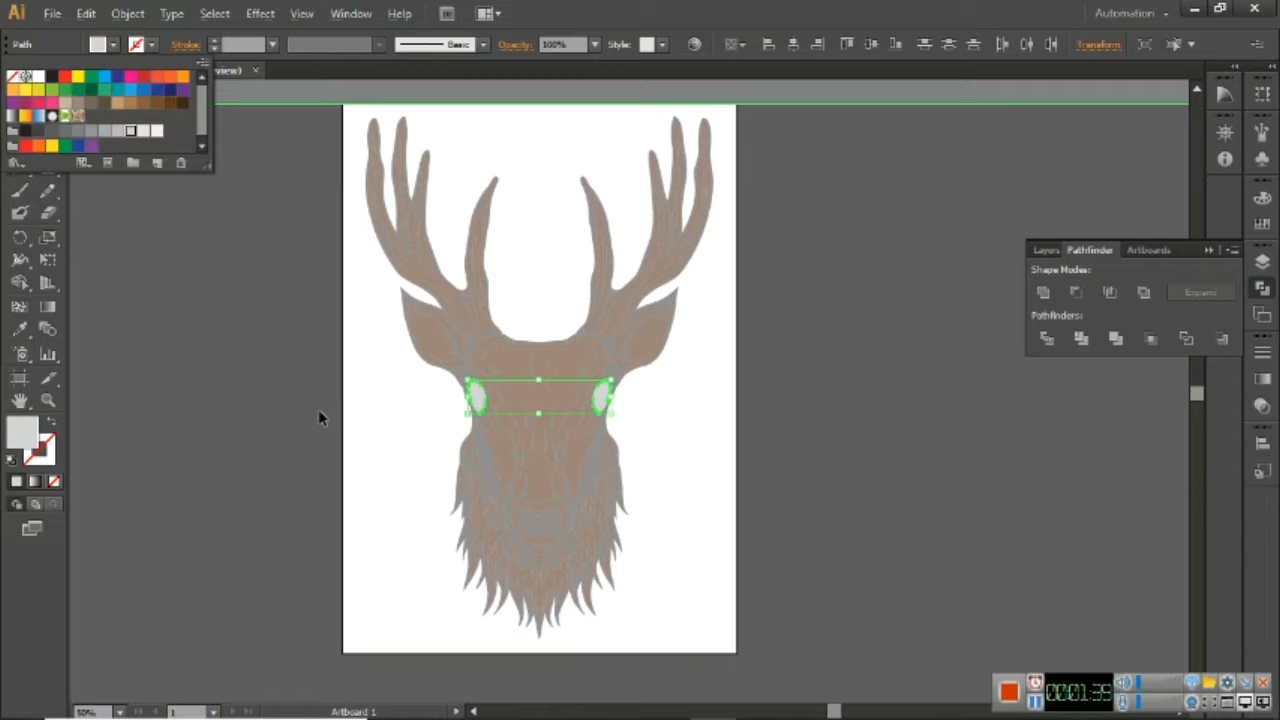 Ai File Edit Object Type Select Effect View Window Help Automation
Path Stroke: Basic Opacity: 100% Style: Transform
view)
Layers Pathfinder Artboards
Shape Modes:
Expand
Pathfinders:
00:01:39
50% 1 Artboard 1